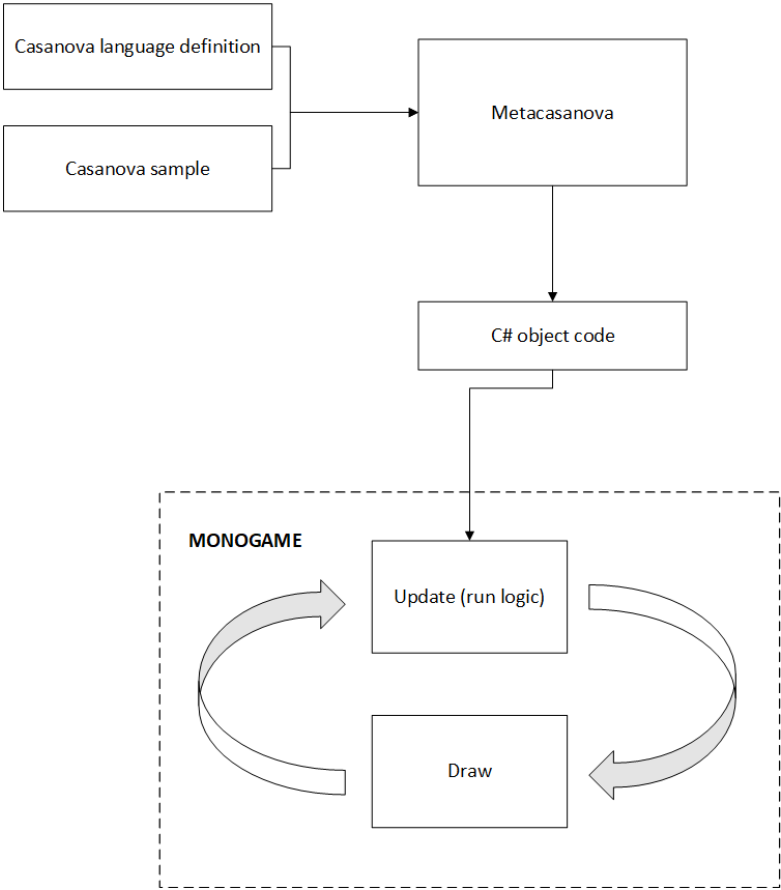 Casanova language definition
Metacasanova
Casanova sample
C# object code
MONOGAME
Update (run logic)
Draw